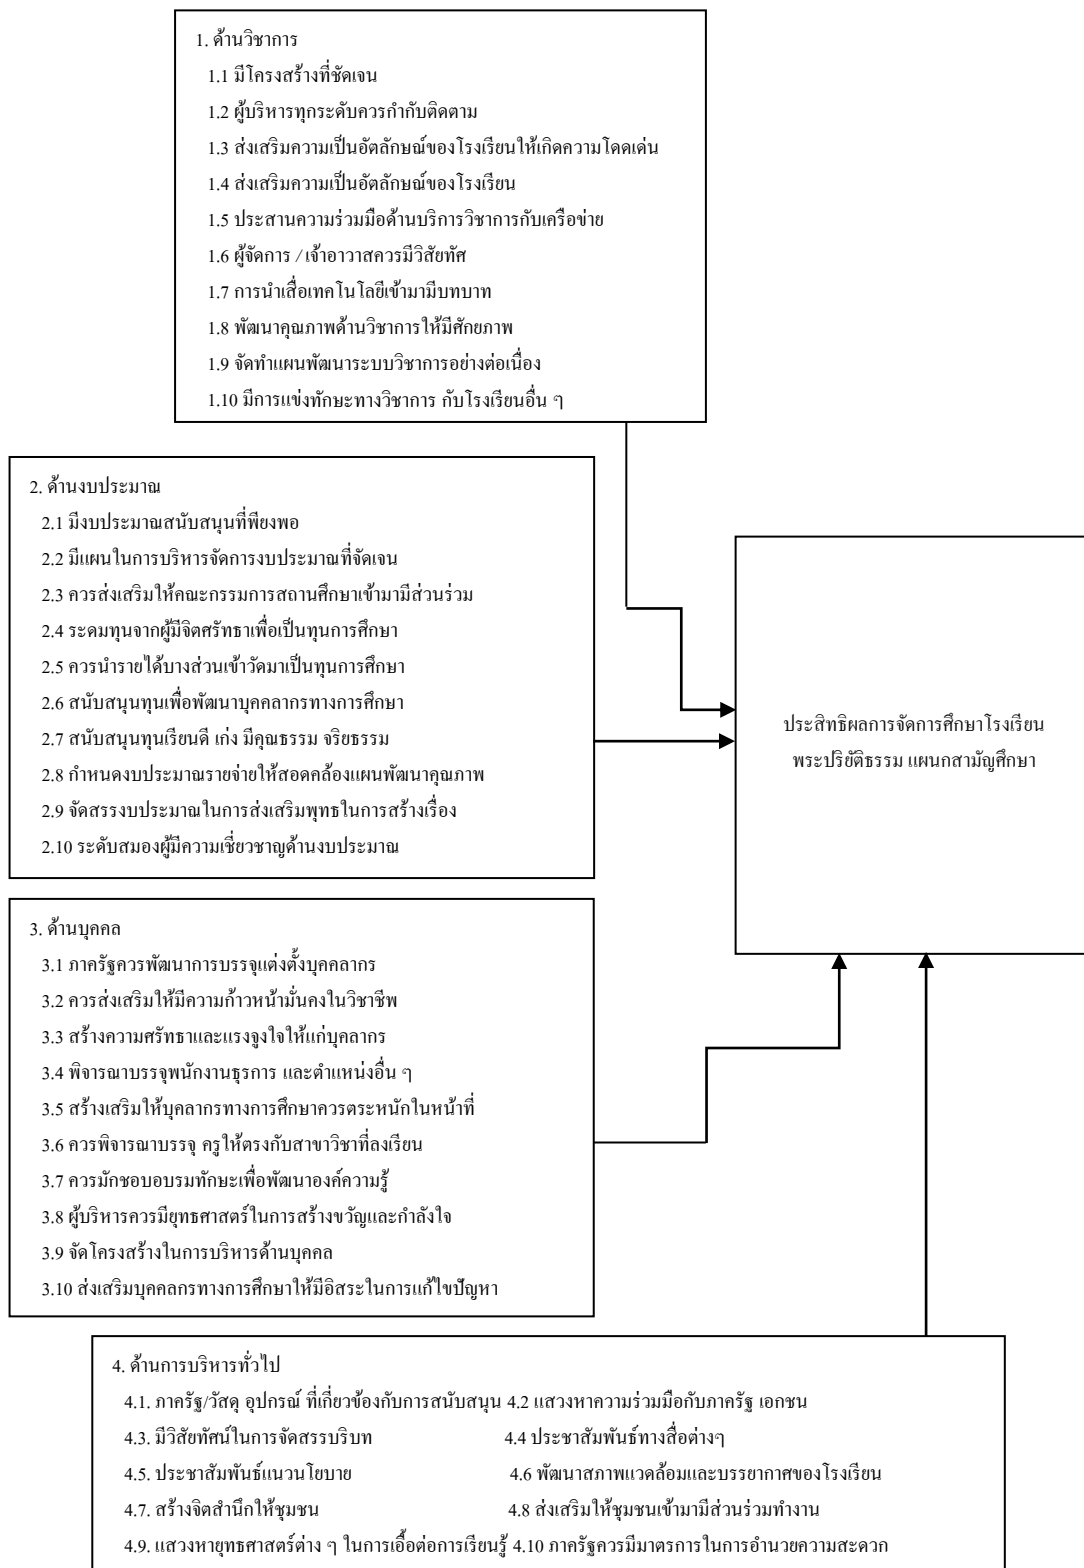 1. ด้านวิชาการ
1.1 มีโครงสร้างที่ชัดเจน
1.2 ผู้บริหารทุกระดับควรกำกับติดตาม
1.3 ส่งเสริมความเป็นอัตลักษณ์ของโรงเรียนให้เกิดความโดดเด่น
1.4 ส่งเสริมความเป็นอัตลักษณ์ของโรงเรียน
1.5 ประสานความร่วมมือด้านบริการวิชาการกับเครือข่าย
1.6 ผู้จัดการ / เจ้าอาวาสควรมีวิสัยทัศ
1.7 การนำเสื่อเทคโนโลยีเข้ามามีบทบาท
1.8 พัฒนาคุณภาพด้านวิชาการให้มีศักยภาพ
1.9 จัดทำแผนพัฒนาระบบวิชาการอย่างต่อเนื่อง
1.10 มีการแข่งทักษะทางวิชาการ กับโรงเรียนอื่น ๆ
2. ด้านงบประมาณ
2.1 มีงบประมาณสนับสนุนที่พียงพอ
2.2 มีแผนในการบริหารจัดการงบประมาณที่จัดเจน
2.3 ควรส่งเสริมให้คณะกรรมการสถานศึกษาเข้ามามีส่วนร่วม
2.4 ระดมทุนจากผู้มีจิตศรัทธาเพื่อเป็นทุนการศึกษา
2.5 ควรนำรายได้บางส่วนเข้าวัดมาเป็นทุนการศึกษา
2.6 สนับสนุนทุนเพื่อพัฒนาบุคคลากรทางการศึกษา
2.7 สนับสนุนทุนเรียนดี เก่ง มีคุณธรรม จริยธรรม
2.8 กำหนดงบประมาณรายจ่ายให้สอดคล้องแผนพัฒนาคุณภาพ
2.9 จัดสรรงบประมาณในการส่งเสริมพุทธในการสร้างเรื่อง
2.10 ระดับสมองผู้มีความเชี่ยวชาญด้านงบประมาณ
ประสิทธิผลการจัดการศึกษาโรงเรียน
พระปริยัติธรรม แผนกสามัญศึกษา
3. ด้านบุคคล
3.1 ภาครัฐควรพัฒนาการบรรจุแต่งตั้งบุคคลากร
3.2 ควรส่งเสริมให้มีความก้าวหน้ามั่นคงในวิชาชีพ
3.3 สร้างความศรัทธาและแรงจูงใจให้แก่บุคลากร
3.4 พิจารณาบรรจุพนักงานธุรการ และตำแหน่งอื่น ๆ
3.5 สร้างเสริมให้บุคลากรทางการศึกษาควรตระหนักในหน้าที่
3.6 ควรพิจารณาบรรจุ ครูให้ตรงกับสาขาวิชาที่ลงเรียน
3.7 ควรมักชอบอบรมทักษะเพื่อพัฒนาองค์ความรู้
3.8 ผู้บริหารควรมียุทธศาสตร์ในการสร้างขวัญและกำลังใจ
3.9 จัดโครงสร้างในการบริหารด้านบุคคล
3.10 ส่งเสริมบุคคลกรทางการศึกษาให้มีอิสระในการแก้ไขปัญหา
4. ด้านการบริหารทั่วไป
4.1. ภาครัฐ/วัสดุ อุปกรณ์ ที่เกี่ยวข้องกับการสนับสนุน 4.2 แสวงหาความร่วมมือกับภาครัฐ เอกชน
4.3. มีวิสัยทัศน์ในการจัดสรรบริบท 4.4 ประชาสัมพันธ์ทางสื่อต่างๆ
4.5. ประชาสัมพันธ์แนวนโยบาย 4.6 พัฒนาสภาพแวดล้อมและบรรยากาศของโรงเรียน
4.7. สร้างจิตสำนึกให้ชุมชน 4.8 ส่งเสริมให้ชุมชนเข้ามามีส่วนร่วมทำงาน
4.9. แสวงหายุทธศาสตร์ต่าง ๆ ในการเอื้อต่อการเรียนรู้ 4.10 ภาครัฐควรมีมาตรการในการอำนวยความสะดวก